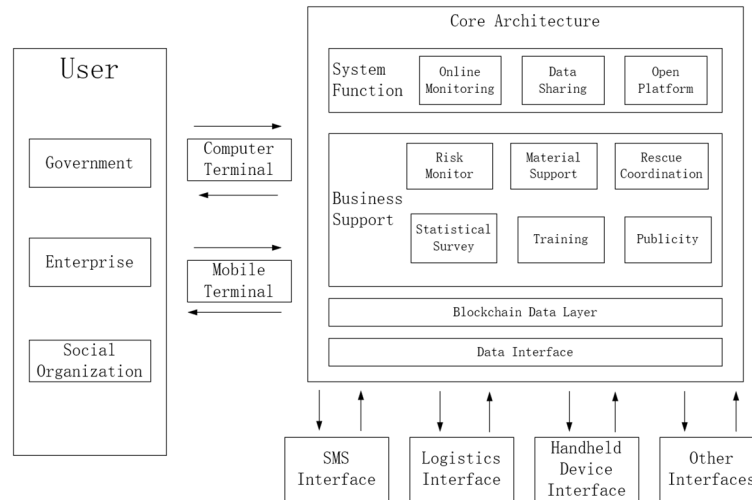 Core Architecture
User
System
Function
Online
Monitoring
Data
Sharing
Open
Platform
Government
Computer
Terminal
Business
Support
Risk
Monitor
Material
Support
Rescue
Coordination
Statistical
Survey
Training
Publicity
Enterprise
Mobile
Terminal
Blockchain Data Layer
Social
Organization
Data Interface
SMS
Interface
Logistics
Interface
Handheld
Device
Interface
Other
Interfaces